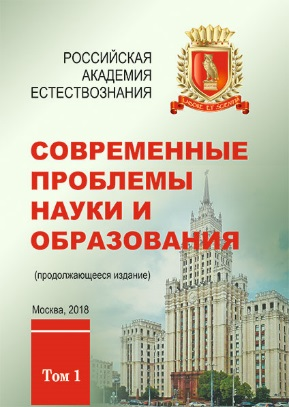 РОССИЙСКАЯ
АКАДЕМИЯ
ЕСТЕСТВОЗНАНИЯ
СОВРЕМЕННЫЕ
ПРОБЛЕМЫ
НАУКИ И
ОБРАЗОВАНИЯ
(продолжающееся издание)
Москва, 2018
Том 1